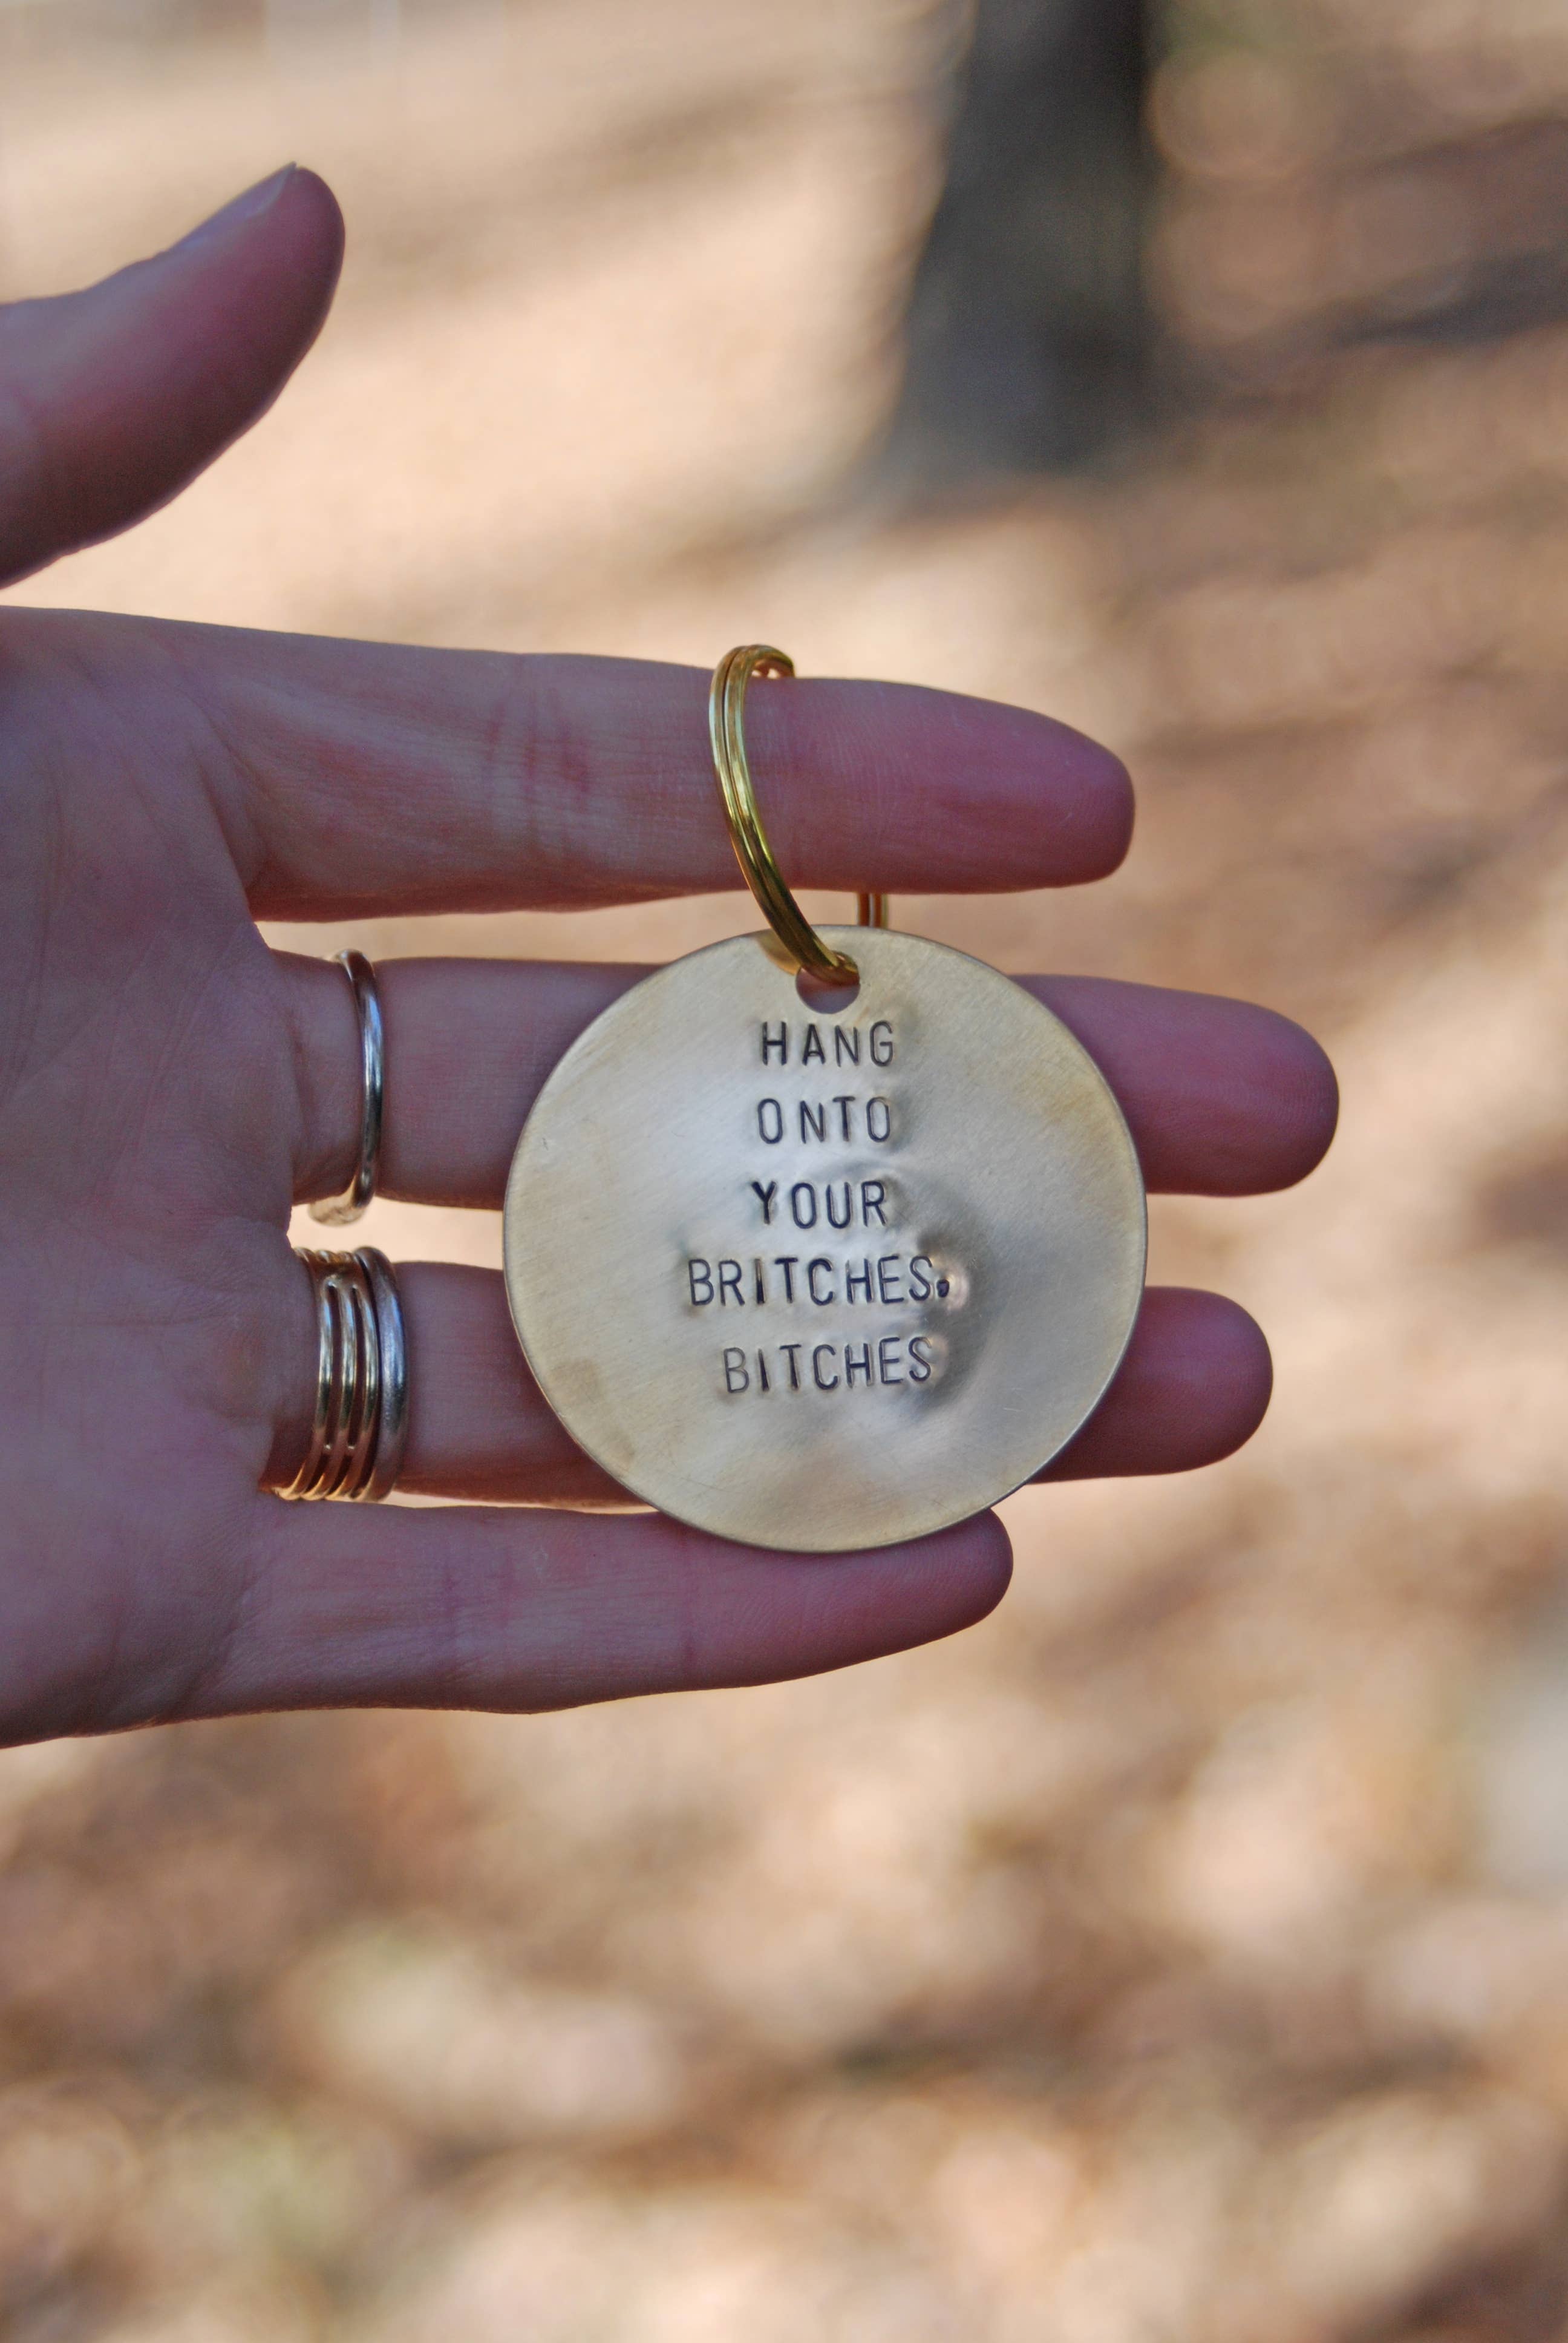 HANG
ONTO
YOUR
BRITCHES,
BITCHES